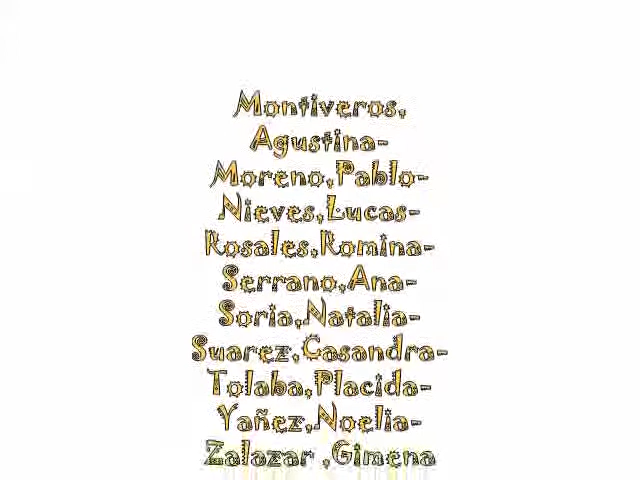 Montiveros,
Agustina-
Moreno,Pablo-
Nieves,Lucas-
Rosales,Romina-
Serrano,Ana-
Soria,Natalia-
Suarez,Casandra-
Tolaba,Placida-
Yañez,Noelia-
Zalazar ,Gimena